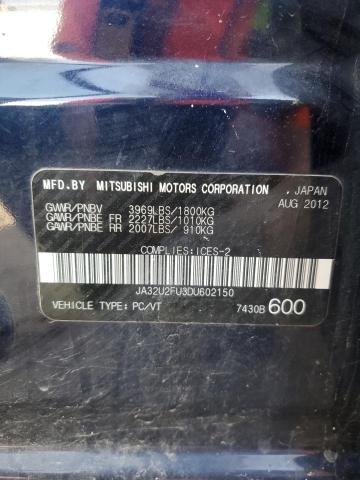 MFD.BY MITSUBISHI MOTORS CORPORATION JAPAN
AUG 2012
GVWR/PNBV 3969LBS/1800KG
GAWR/PNBE FR 2227LBS/1010KG
GAWR/PNBE RR 2007LBS/ 910KG
COMPLIES:ICES-2
JA32U2FU3DU602150
VEHICLE TYPE: PC/VT 7430B 600